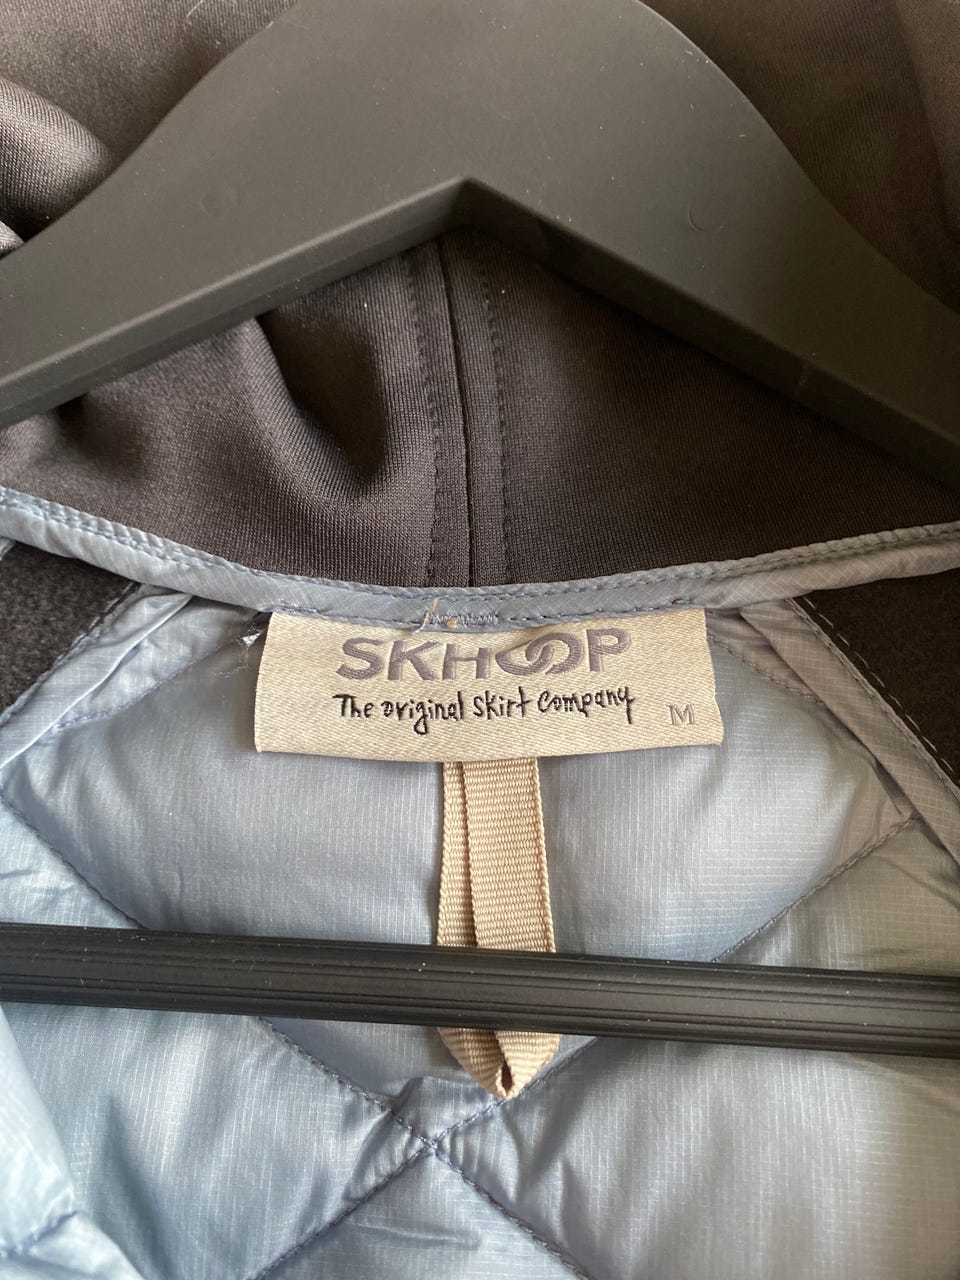 SKHOOP
The original Skirt Company
M